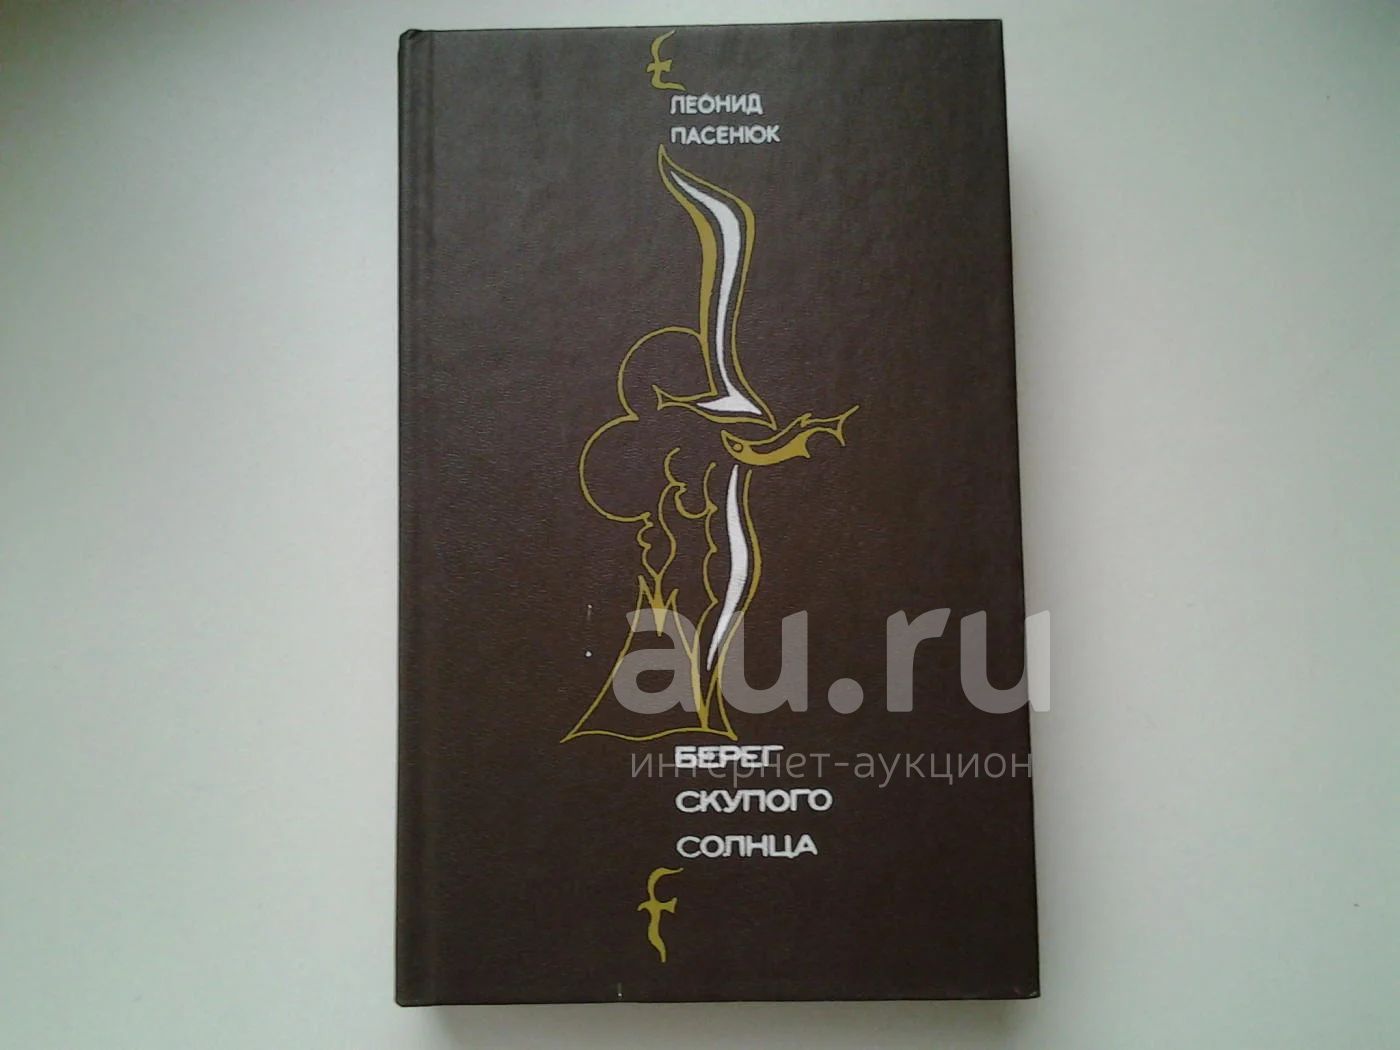 ЛЕОНИД
ПАСЕНЮК
au.ru
БЕРЕГ
интернет-аукцион
СКУПОГО
СОЛНЦА